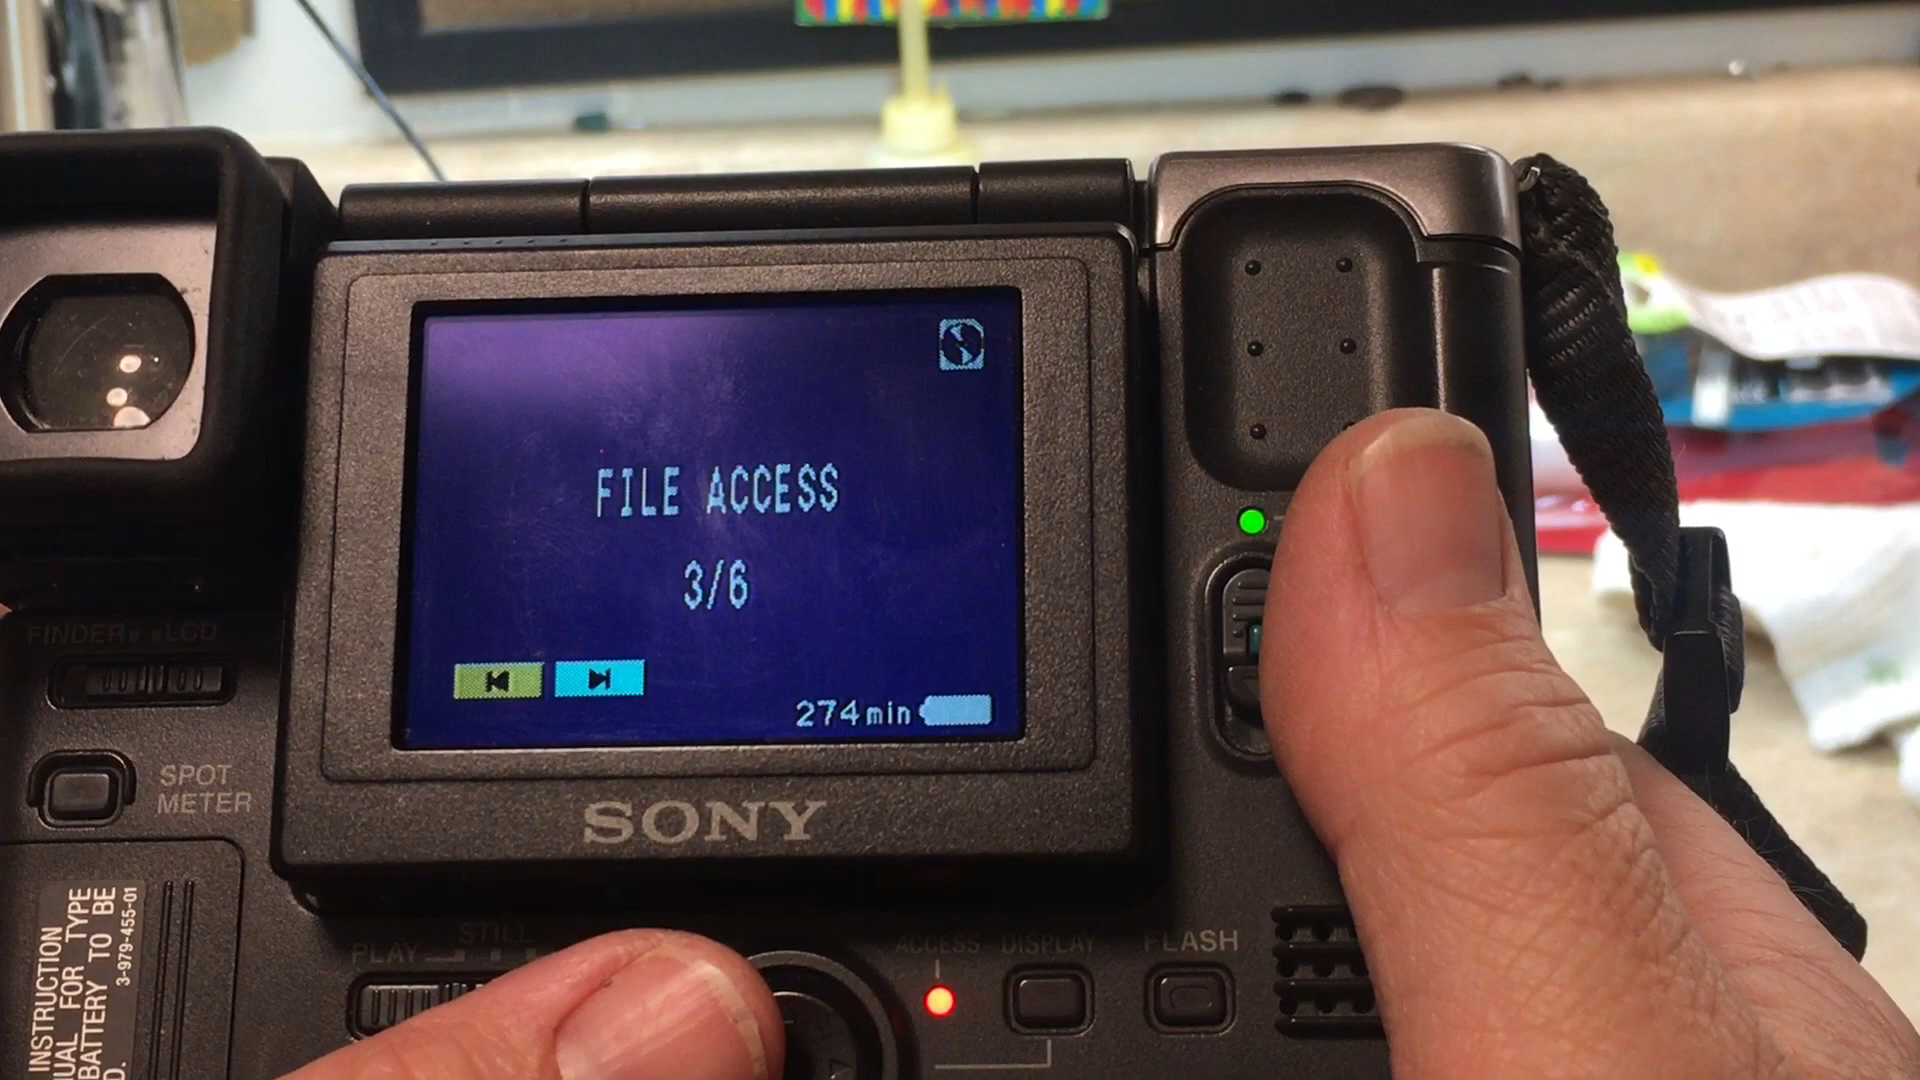 FILE ACCESS
3/6
274min
SONY
FINDER LCD
SPOT
METER
INSTRUCTION
UAL FOR TYPE
BATTERY TO BE
D.
3-979-455-01
PLAY
STILL
ACCESS
DISPLAY
FLASH